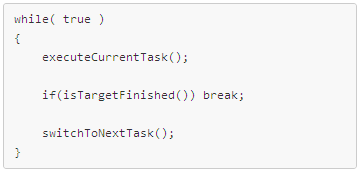 while( true )
{
    executeCurrentTask();
    if(isTargetFinished()) break;
    switchToNextTask();
}